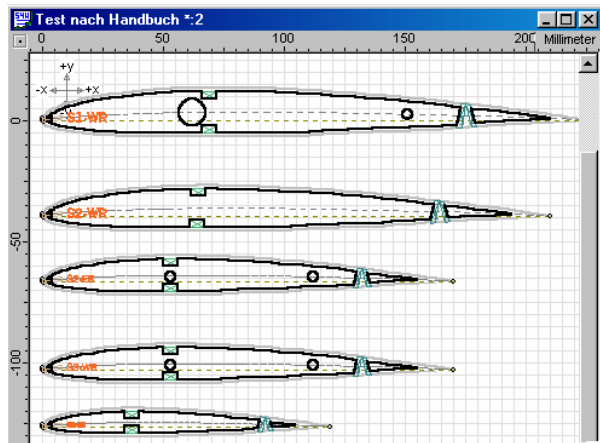 Test nach Handbuch *:2
0 50 100 150 200 Millimeter
+y
-x +x
S1-WR
0
S2-WR
-50
-100